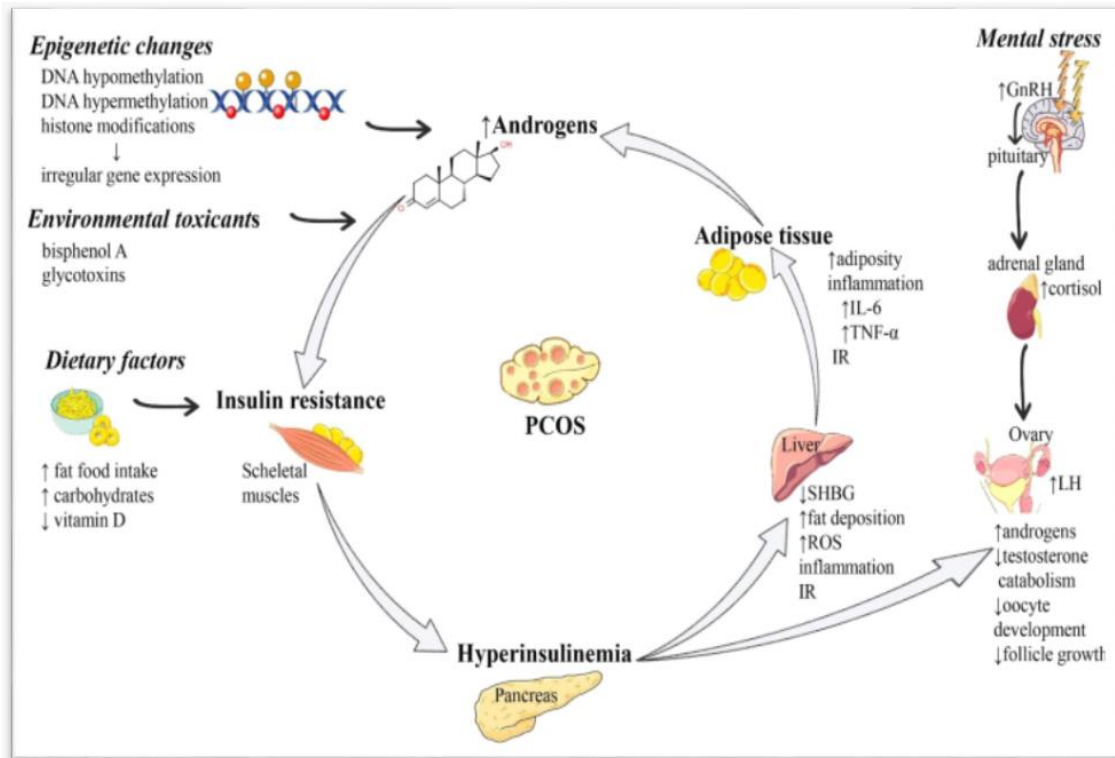 Epigenetic changes
DNA hypomethylation
DNA hypermethylation
histone modifications
↓
irregular gene expression
Environmental toxicants
bisphenol A
glycotoxins
Dietary factors
↑ fat food intake
↑ carbohydrates
↓ vitamin D
↑Androgens
OH
O
Insulin resistance
Scheletal
muscles
PCOS
Hyperinsulinemia
Pancreas
Adipose tissue
↑adiposity
inflammation
↑IL-6
↑TNF-α
IR
Liver
↓SHBG
↑fat deposition
↑ROS
inflammation
IR
Mental stress
↑GnRH
pituitary
adrenal gland
↑cortisol
Ovary
↑LH
↑androgens
↓testosterone
catabolism
↓oocyte
development
↓follicle growth